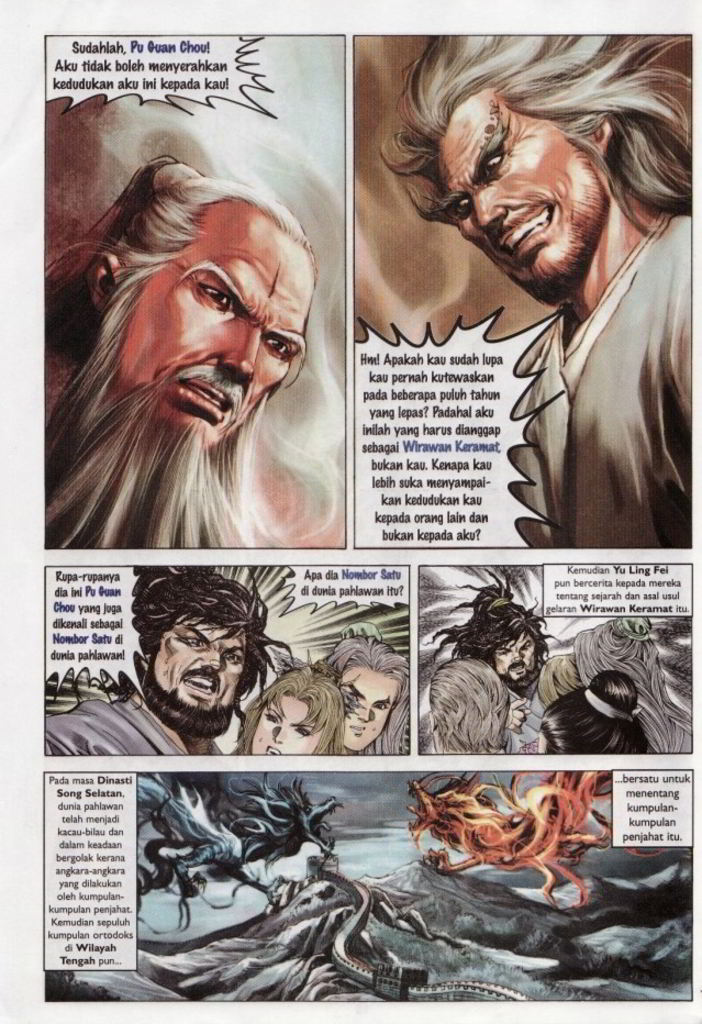 Sudahlah, Pu Guan Chou!
Aku tidak boleh menyerahkan
kedudukan aku ini kepada kau!
Hm! Apakah kau sudah lupa
kau pernah kutewaskan
pada beberapa puluh tahun
yang lepas? Padahal aku
inilah yang harus dianggap
sebagai Wirawan Keramat,
bukan kau. Kenapa kau
lebih suka menyampai-
kan kedudukan kau
kepada orang lain dan
bukan kepada aku?
Rupa-rupanya
dia ini Pu Guan
Chou yang juga
dikenali sebagai
Nombor Satu di
dunia pahlawan!
Apa dia Nombor Satu
di dunia pahlawan itu?
Kemudian Yu Ling Fei
pun bercerita kepada mereka
tentang sejarah dan asal usul
gelaran Wirawan Keramat itu.
Pada masa Dinasti
Song Selatan,
dunia pahlawan
telah menjadi
kacau-bilau dan
dalam keadaan
bergolak kerana
angkara-angkara
yang dilakukan
oleh kumpulan-
kumpulan penjahat.
Kemudian sepuluh
kumpulan ortodoks
di Wilayah
Tengah pun...
...bersatu untuk
menentang
kumpulan-
kumpulan
penjahat itu.